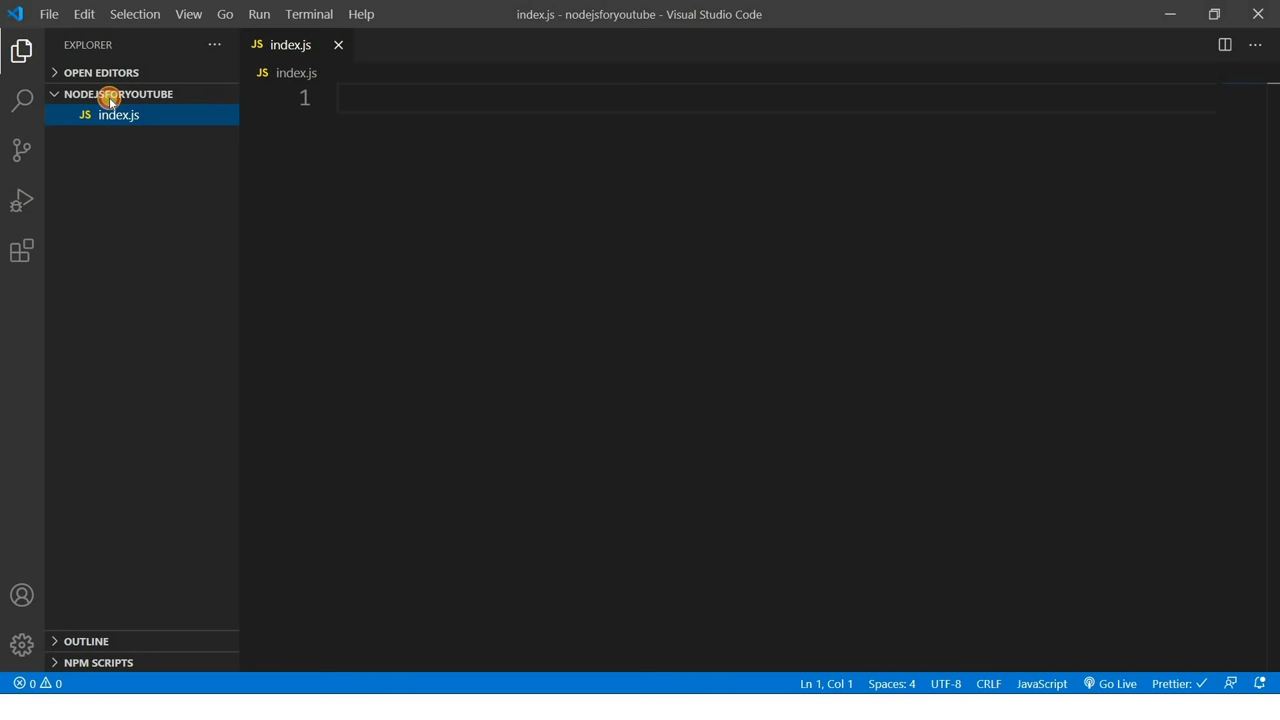 File Edit Selection View Go Run Terminal Help index.js - nodejsforyoutube - Visual Studio Code
EXPLORER
JS index.js
OPEN EDITORS
JS index.js
NODEJSFORYOUTUBE
1
JS index.js
OUTLINE
NPM SCRIPTS
0 0 Ln 1, Col 1 Spaces: 4 UTF-8 CRLF JavaScript Go Live Prettier: ✓